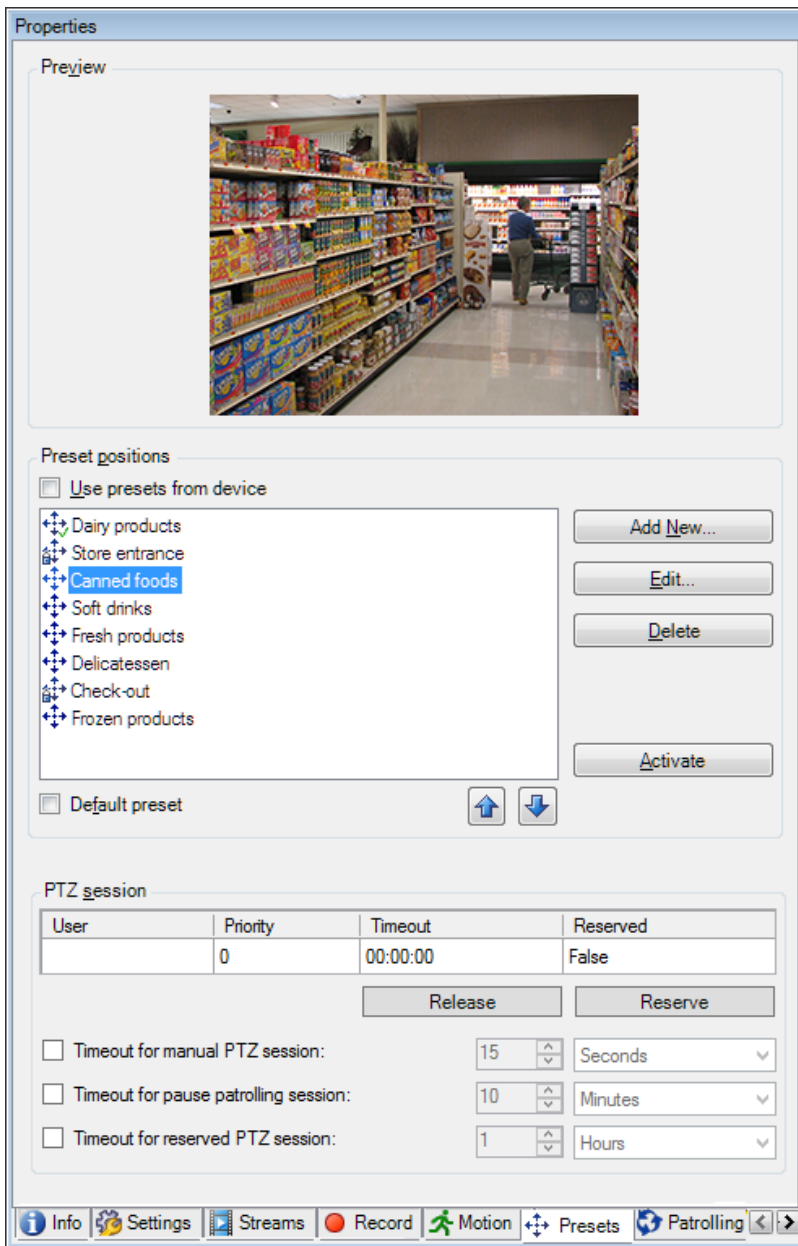 Properties
Preview
Preset positions
Use presets from device
Dairy products
Store entrance
Canned foods
Soft drinks
Fresh products
Delicatessen
Check-out
Frozen products
Add New...
Edit...
Delete
Activate
Default preset
PTZ session
User Priority Timeout Reserved
0 00:00:00 False
Release Reserve
Timeout for manual PTZ session: 15 Seconds
Timeout for pause patrolling session: 10 Minutes
Timeout for reserved PTZ session: 1 Hours
Info Settings Streams Record Motion Presets Patrolling